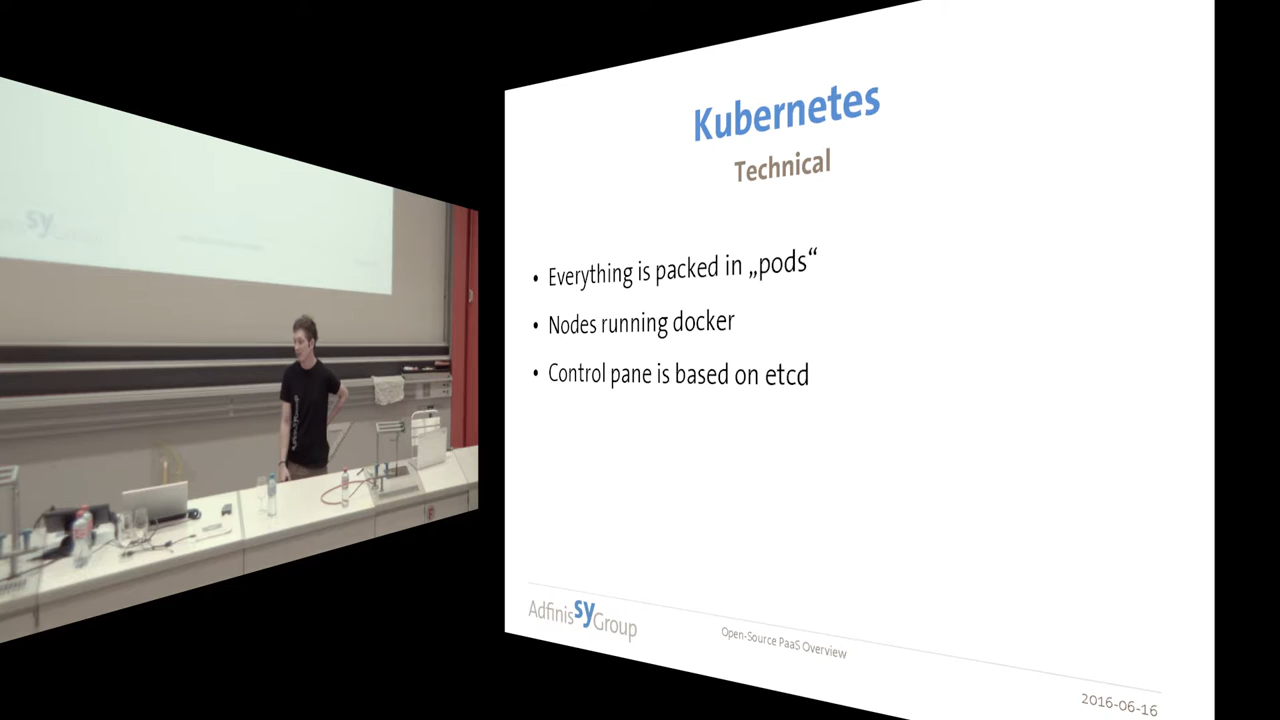 Kubernetes
Technical
• Everything is packed in „pods“
• Nodes running docker
• Control pane is based on etcd
AdfinissyGroup
Open-Source PaaS Overview
2016-06-16
sy